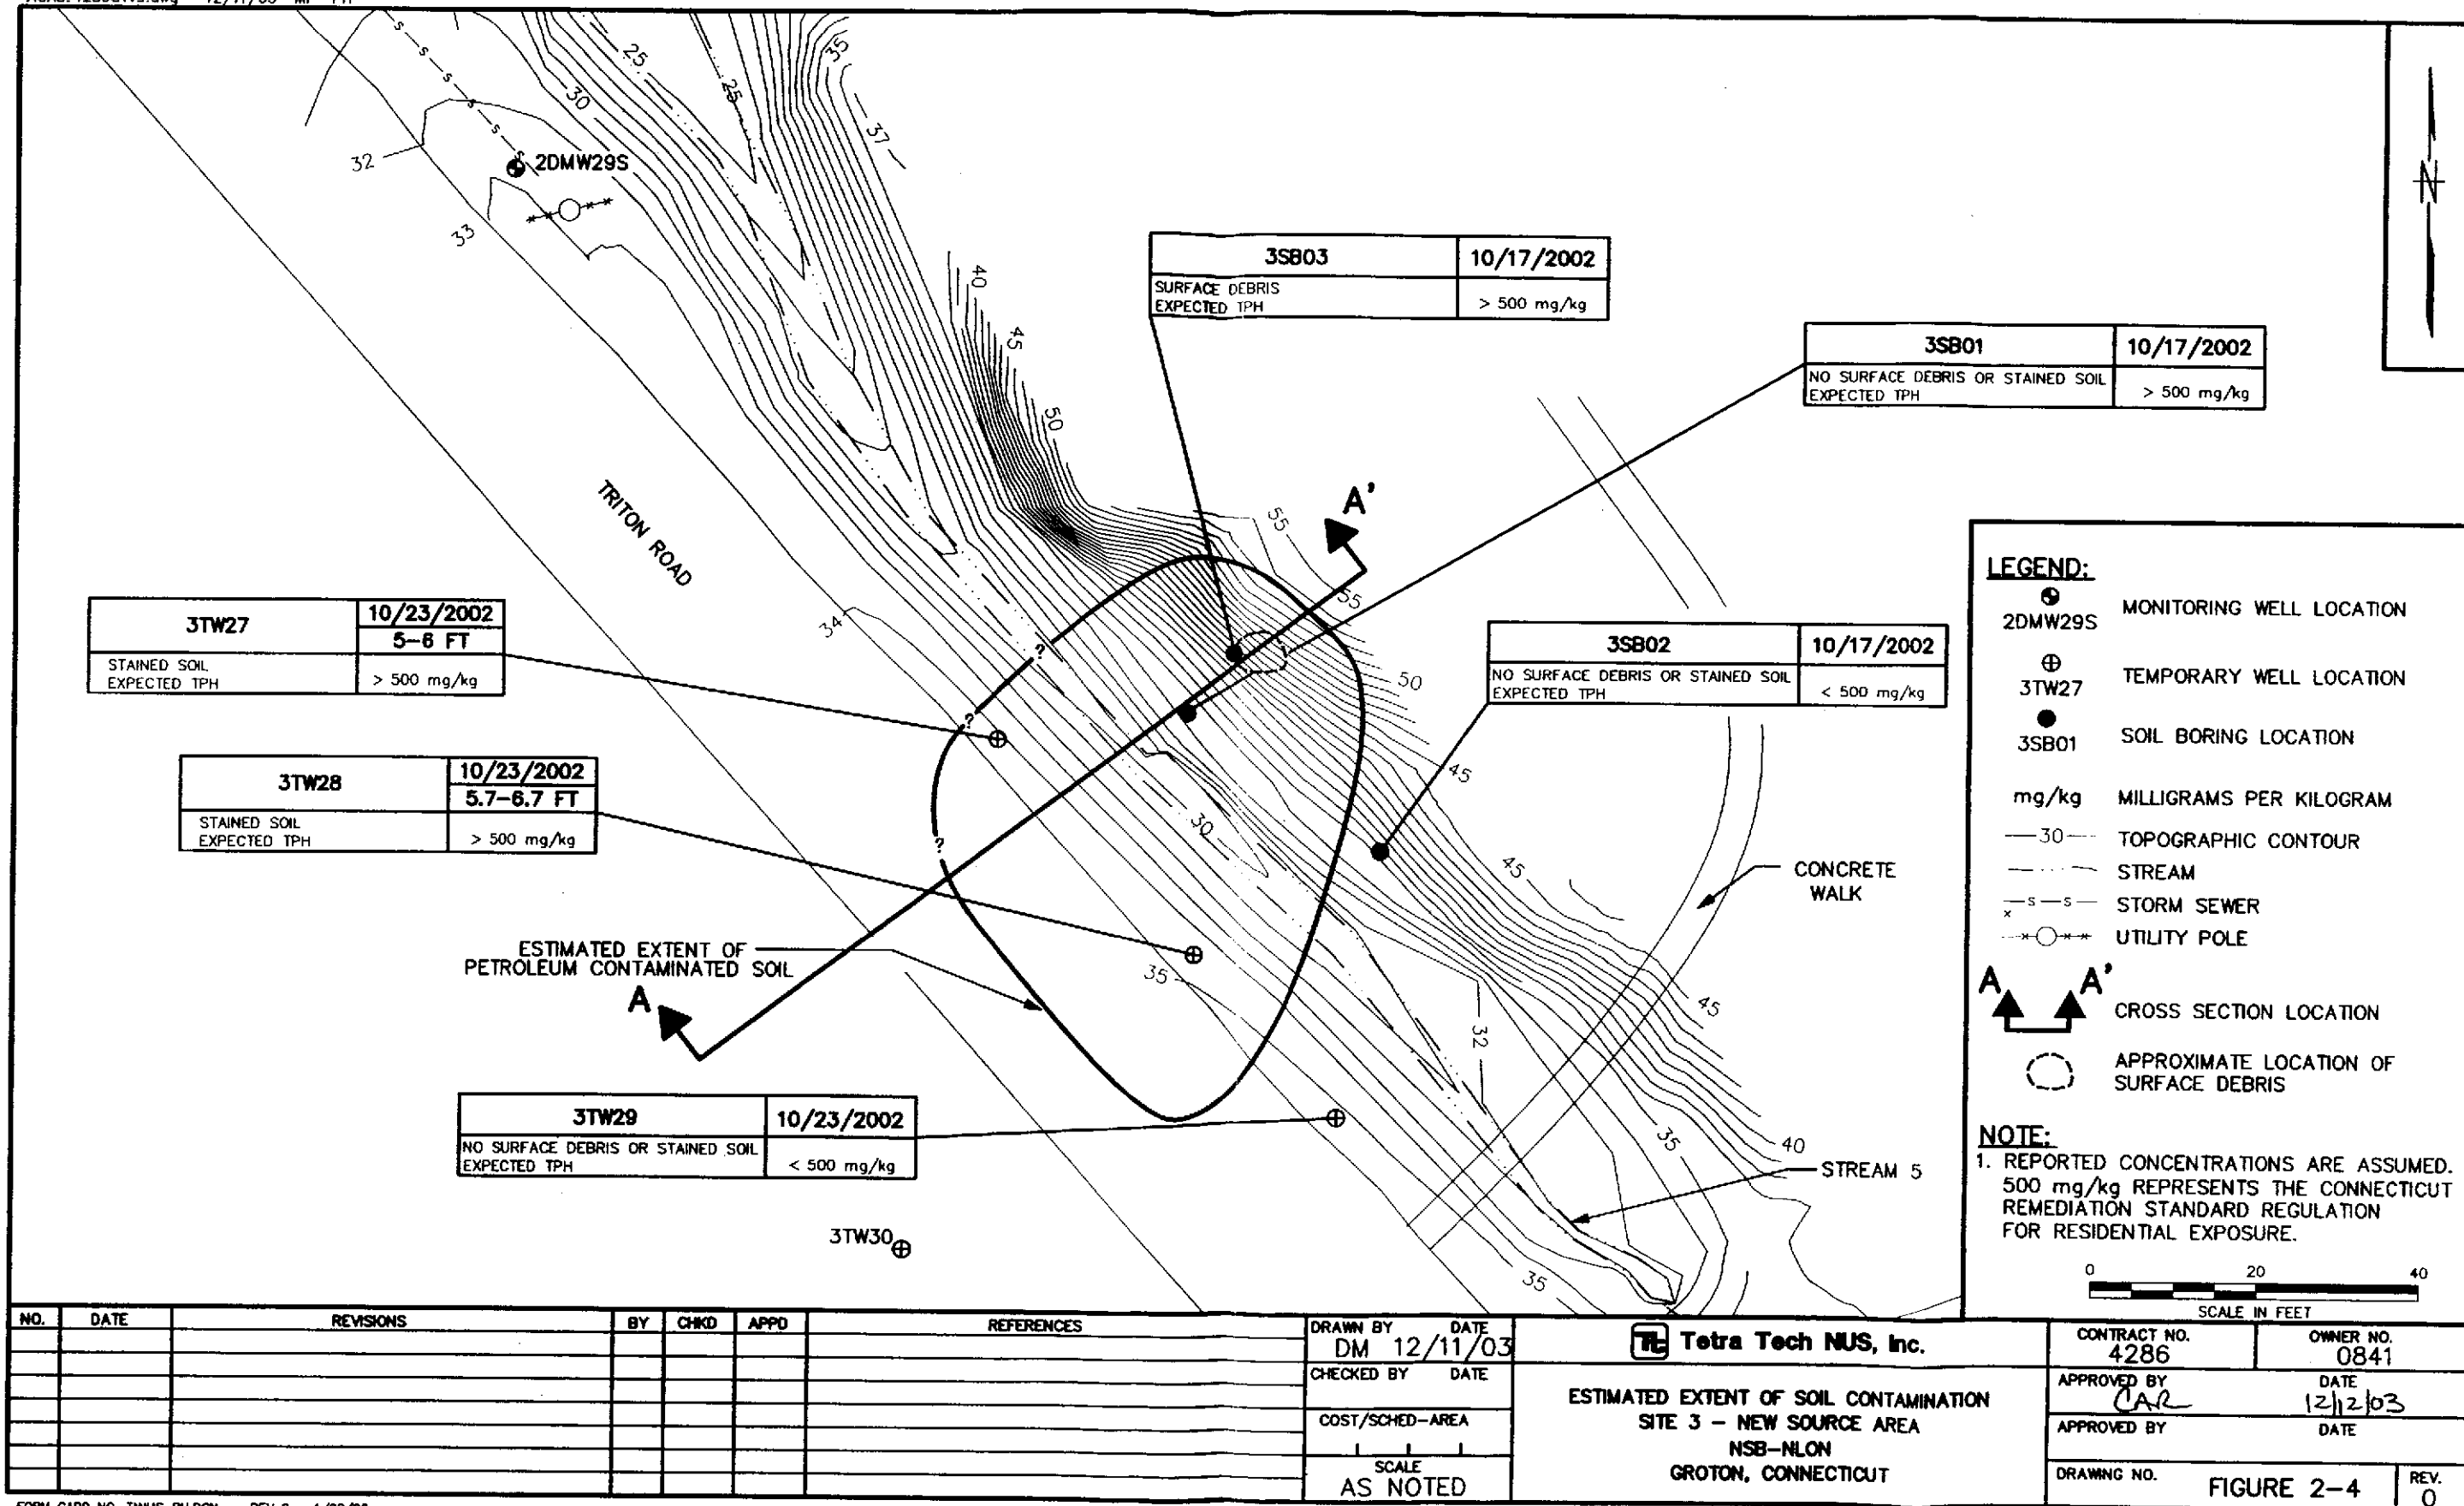 25
25
35
30
37
32
2DMW29S
33
N
3SB03 10/17/2002
SURFACE DEBRIS
EXPECTED TPH > 500 mg/kg
40
45
50
3SB01 10/17/2002
NO SURFACE DEBRIS OR STAINED SOIL
EXPECTED TPH > 500 mg/kg
TRITON ROAD
A'
55
55
3TW27 10/23/2002
5-6 FT
STAINED SOIL
EXPECTED TPH > 500 mg/kg
34
?
?
?
3SB02 10/17/2002
NO SURFACE DEBRIS OR STAINED SOIL
EXPECTED TPH < 500 mg/kg
50
45
45
45
40
3TW28 10/23/2002
5.7-6.7 FT
STAINED SOIL
EXPECTED TPH > 500 mg/kg
30
CONCRETE
WALK
ESTIMATED EXTENT OF
PETROLEUM CONTAMINATED SOIL
35
32
35
35
A
3TW29 10/23/2002
NO SURFACE DEBRIS OR STAINED SOIL
EXPECTED TPH < 500 mg/kg
STREAM 5
3TW30
LEGEND:
2DMW29S MONITORING WELL LOCATION
3TW27 TEMPORARY WELL LOCATION
3SB01 SOIL BORING LOCATION
mg/kg MILLIGRAMS PER KILOGRAM
30 TOPOGRAPHIC CONTOUR
STREAM
S S STORM SEWER
UTILITY POLE
A A' CROSS SECTION LOCATION
APPROXIMATE LOCATION OF
SURFACE DEBRIS
NOTE:
1. REPORTED CONCENTRATIONS ARE ASSUMED.
500 mg/kg REPRESENTS THE CONNECTICUT
REMEDIATION STANDARD REGULATION
FOR RESIDENTIAL EXPOSURE.
0 20 40
SCALE IN FEET
NO. DATE REVISIONS BY CHKD APPD REFERENCES
DRAWN BY DATE
DM 12/11/03
CHECKED BY DATE
COST/SCHED-AREA
SCALE
AS NOTED
Tt Tetra Tech NUS, Inc.
ESTIMATED EXTENT OF SOIL CONTAMINATION
SITE 3 - NEW SOURCE AREA
NSB-NLON
GROTON, CONNECTICUT
CONTRACT NO. OWNER NO.
4286 0841
APPROVED BY DATE
CAR 12/12/03
APPROVED BY DATE
DRAWING NO. FIGURE 2-4 REV.
0